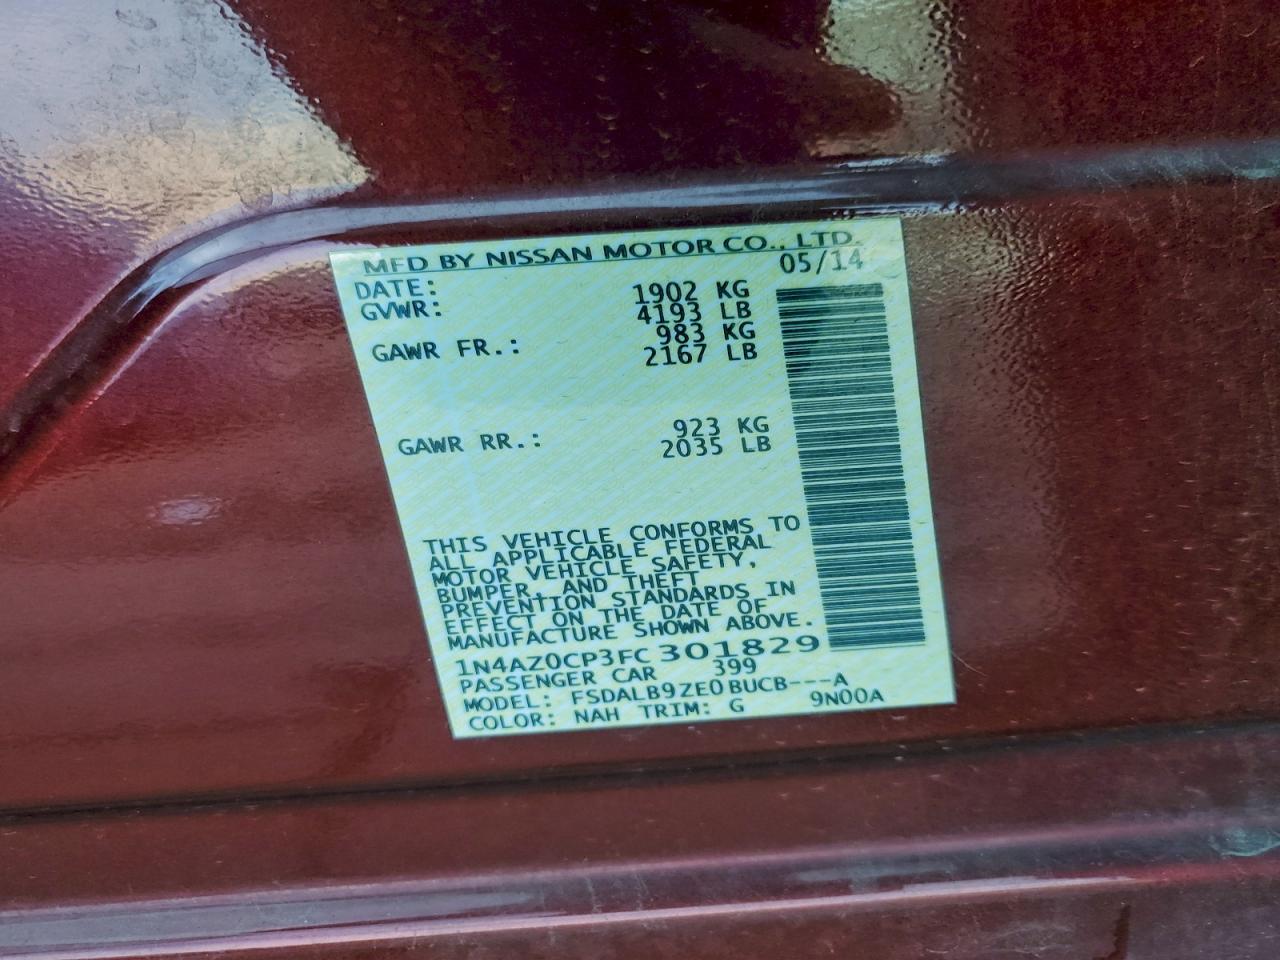 MFD BY NISSAN MOTOR CO., LTD.
DATE: 05/14
GVWR: 1902 KG
4193 LB
GAWR FR.: 983 KG
2167 LB
GAWR RR.: 923 KG
2035 LB
THIS VEHICLE CONFORMS TO
ALL APPLICABLE FEDERAL
MOTOR VEHICLE SAFETY,
BUMPER, AND THEFT
PREVENTION STANDARDS IN
EFFECT ON THE DATE OF
MANUFACTURE SHOWN ABOVE.
1N4AZ0CP3FC301829
PASSENGER CAR 399
MODEL: FSDALB9ZE0BUCB---A
COLOR: NAH TRIM: G 9N00A